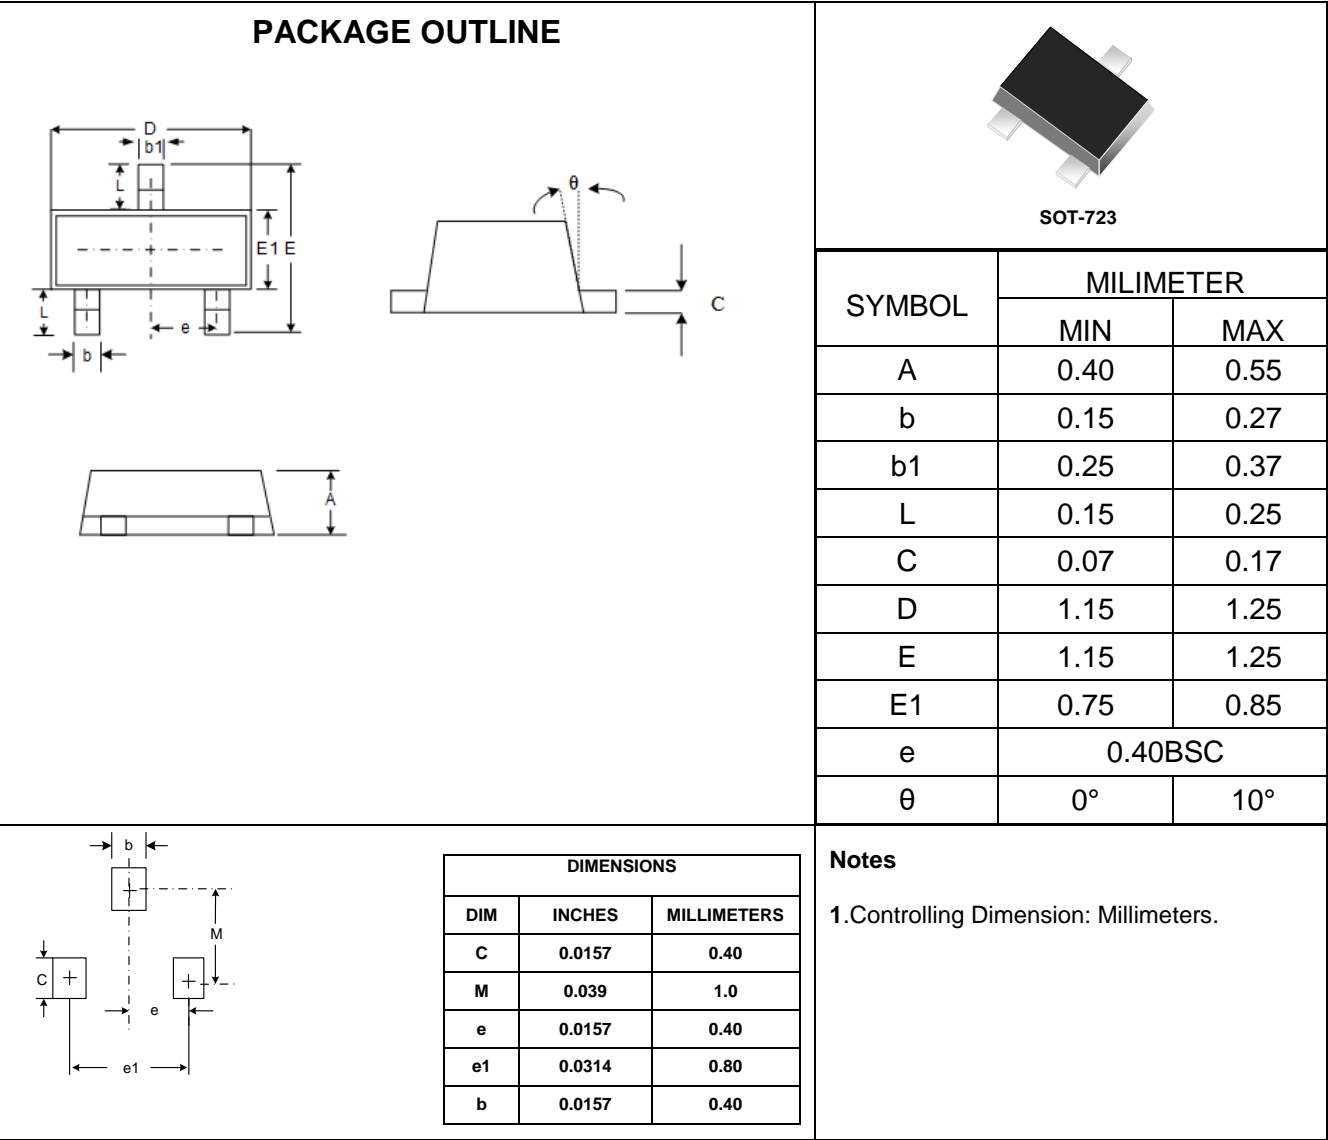 PACKAGE OUTLINE
D
b1
L
E1 E
L
e
b
θ
C
A
SOT-723
SYMBOL MILIMETER
MIN MAX
A 0.40 0.55
b 0.15 0.27
b1 0.25 0.37
L 0.15 0.25
C 0.07 0.17
D 1.15 1.25
E 1.15 1.25
E1 0.75 0.85
e 0.40BSC
θ 0° 10°
b
M
C
e
e1
DIMENSIONS
DIM INCHES MILLIMETERS
C 0.0157 0.40
M 0.039 1.0
e 0.0157 0.40
e1 0.0314 0.80
b 0.0157 0.40
Notes
1.Controlling Dimension: Millimeters.